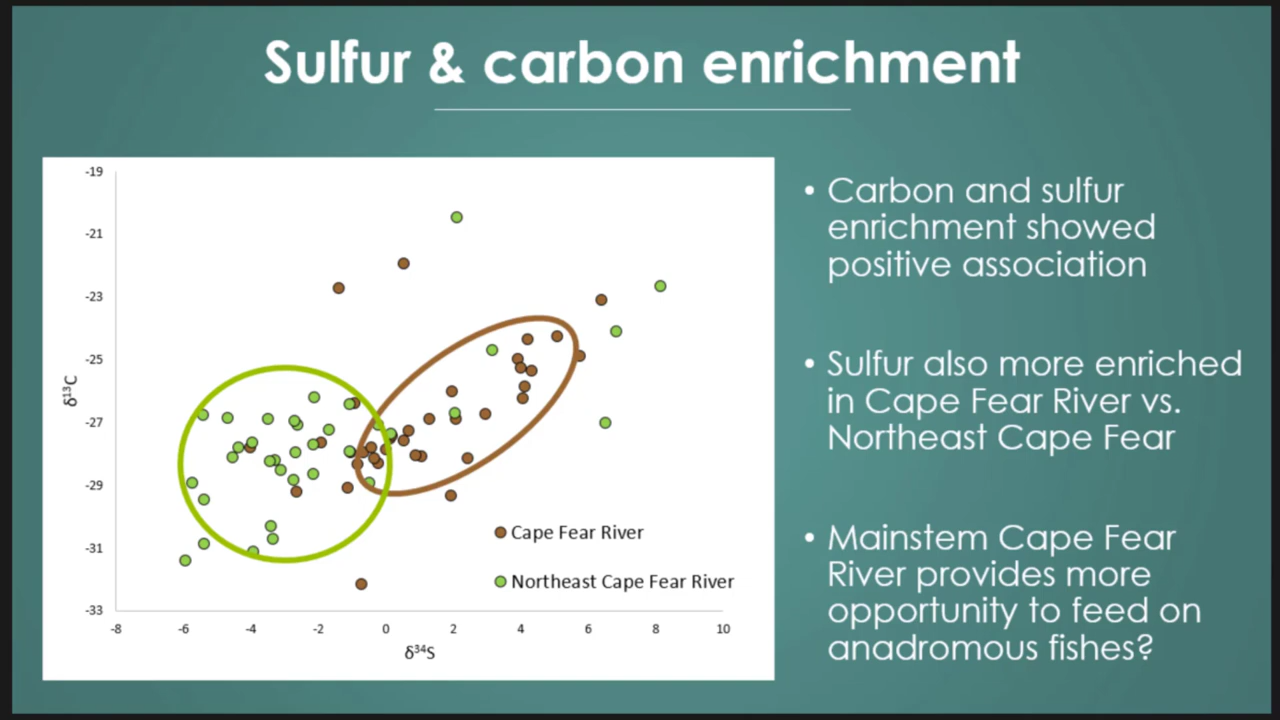 Sulfur & carbon enrichment
-19
-21
-23
-25
-27
-29
-31
-33
δ¹³C
-8 -6 -4 -2 0 2 4 6 8 10
δ³⁴S
Cape Fear River
Northeast Cape Fear River
• Carbon and sulfur
enrichment showed
positive association
• Sulfur also more enriched
in Cape Fear River vs.
Northeast Cape Fear
• Mainstem Cape Fear
River provides more
opportunity to feed on
anadromous fishes?